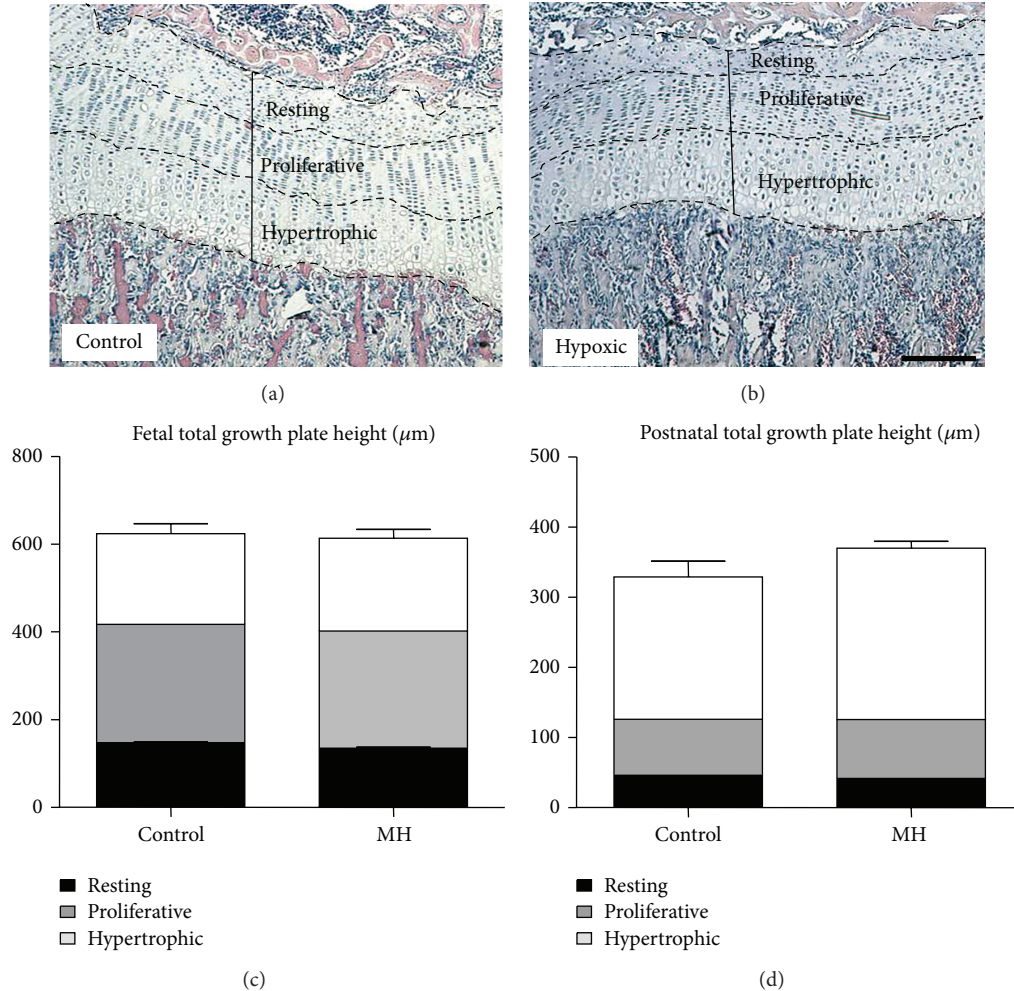 Resting
Proliferative
Hypertrophic
Control
(a)
Resting
Proliferative
Hypertrophic
Hypoxic
(b)
Fetal total growth plate height (μm)
800
600
400
200
0
Control
MH
Resting
Proliferative
Hypertrophic
(c)
Postnatal total growth plate height (μm)
500
400
300
200
100
0
Control
MH
Resting
Proliferative
Hypertrophic
(d)